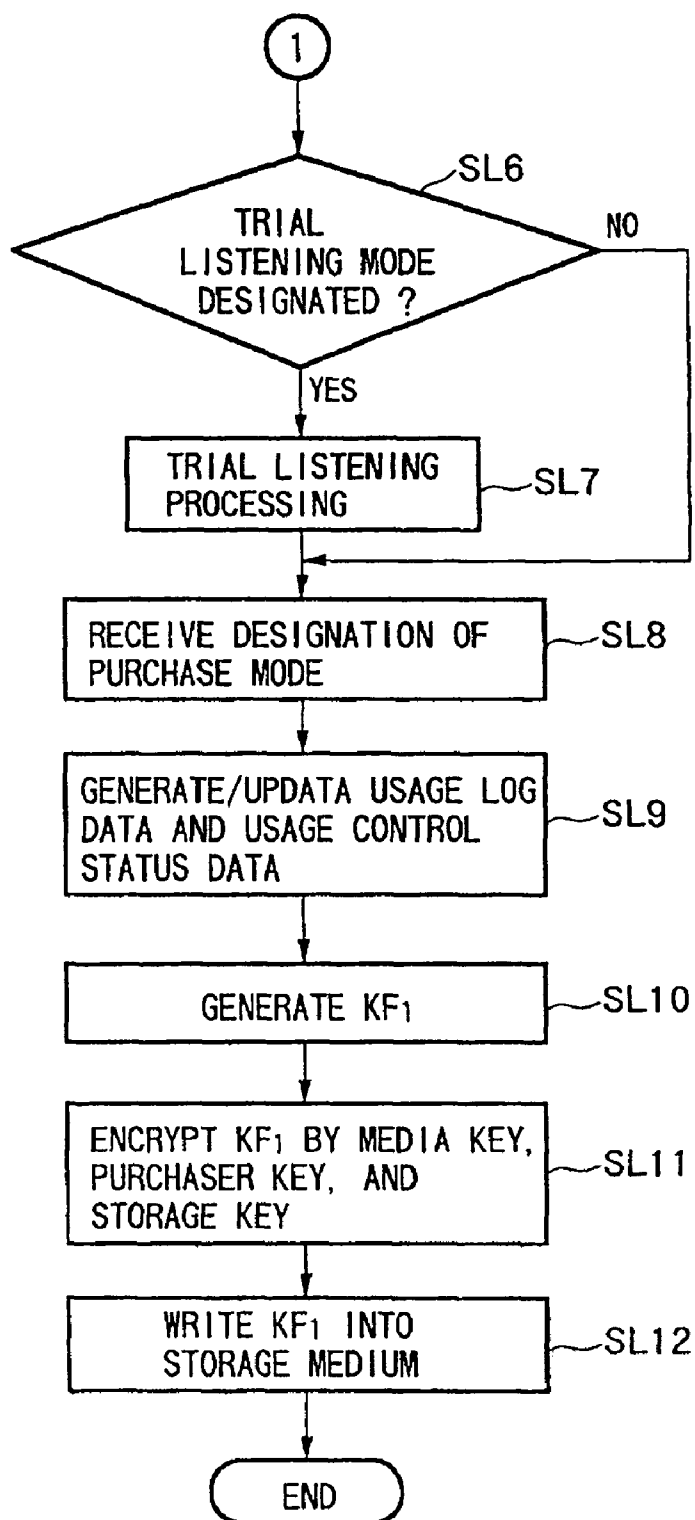 1
SL6
TRIAL
LISTENING MODE
DESIGNATED ?
NO
YES
TRIAL LISTENING
PROCESSING
SL7
RECEIVE DESIGNATION OF
PURCHASE MODE
SL8
GENERATE/UPDATA USAGE LOG
DATA AND USAGE CONTROL
STATUS DATA
SL9
GENERATE KF1
SL10
ENCRYPT KF1 BY MEDIA KEY,
PURCHASER KEY, AND
STORAGE KEY
SL11
WRITE KF1 INTO
STORAGE MEDIUM
SL12
END